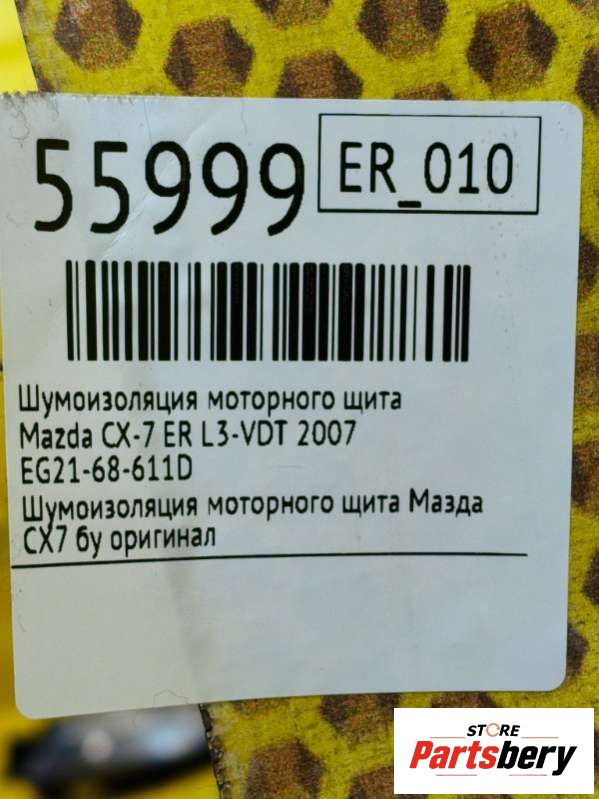 55999
ER_010
Шумоизоляция моторного щита
Mazda CX-7 ER L3-VDT 2007
EG21-68-611D
Шумоизоляция моторного щита Мазда
СХ7 бу оригинал
STORE
Partsbery